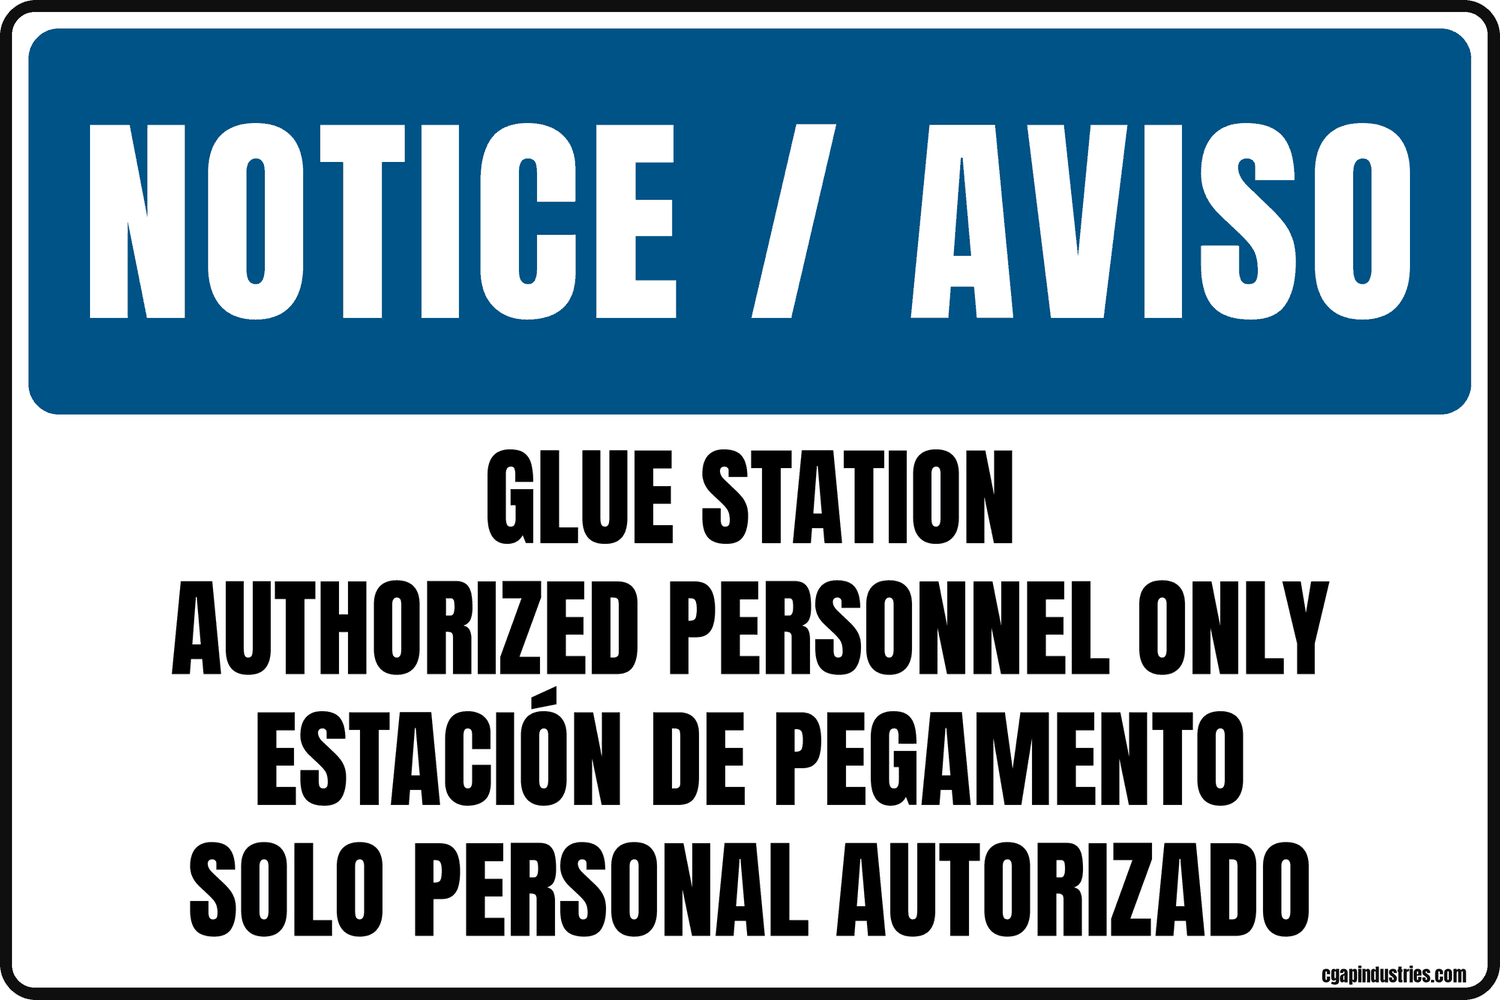 NOTICE / AVISO
GLUE STATION
AUTHORIZED PERSONNEL ONLY
ESTACIÓN DE PEGAMENTO
SOLO PERSONAL AUTORIZADO
cgapindustries.com